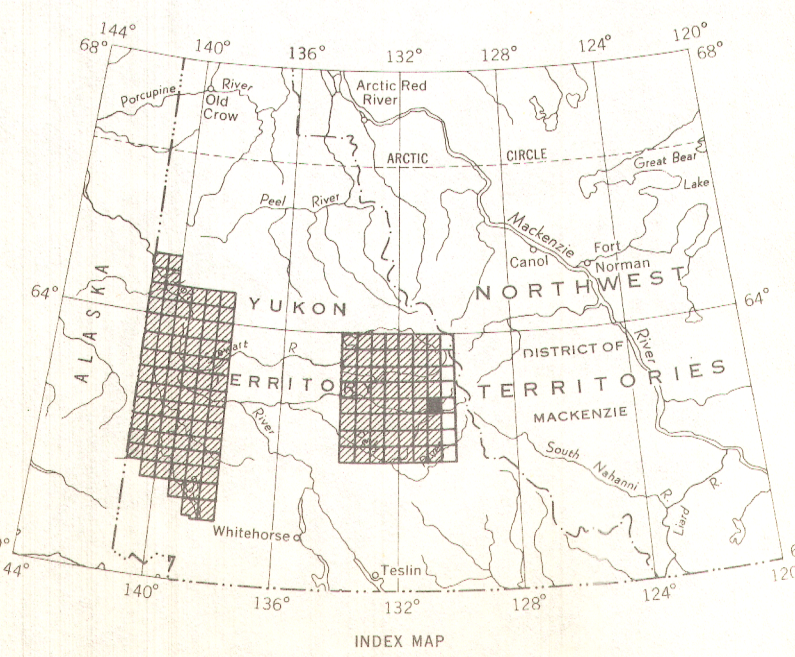 144°
140°
136°
132°
128°
124°
120°
68°
68°
Porcupine River
Old
Crow
Arctic Red
River
ARCTIC CIRCLE
Great Bear
Lake
Peel River
Mackenzie
Canol
Fort
Norman
64°
64°
ALASKA
YUKON
NORTHWEST
R.
River
DISTRICT OF
TERRITORIES
MACKENZIE
River
South Nahanni R.
Liard R.
Whitehorse
Teslin
44°
140°
136°
132°
128°
124°
INDEX MAP